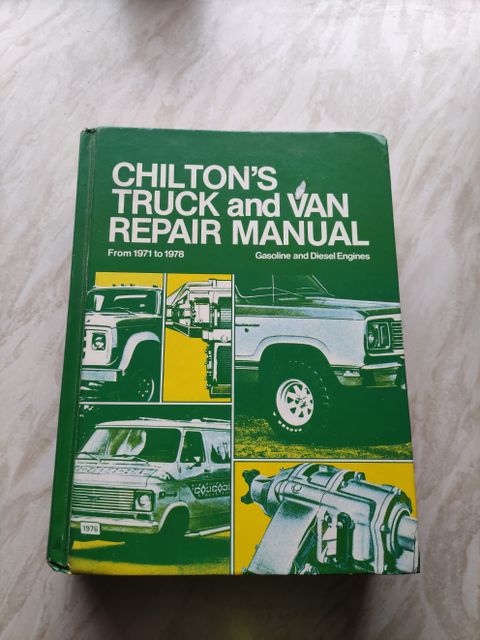 CHILTON'S
TRUCK and VAN
REPAIR MANUAL
From 1971 to 1978
Gasoline and Diesel Engines
1976